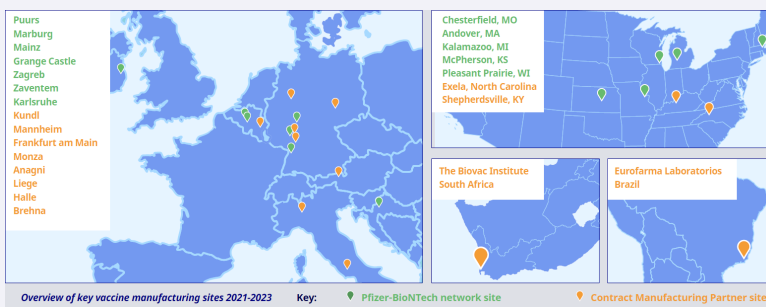 Puurs
Marburg
Mainz
Grange Castle
Zagreb
Zaventem
Karlsruhe
Kundl
Mannheim
Frankfurt am Main
Monza
Anagni
Liege
Halle
Brehna
Chesterfield, MO
Andover, MA
Kalamazoo, MI
McPherson, KS
Pleasant Prairie, WI
Exela, North Carolina
Shepherdsville, KY
The Biovac Institute
South Africa
Eurofarma Laboratorios
Brazil
Overview of key vaccine manufacturing sites 2021-2023
Key:
Pfizer-BioNTech network site
Contract Manufacturing Partner site